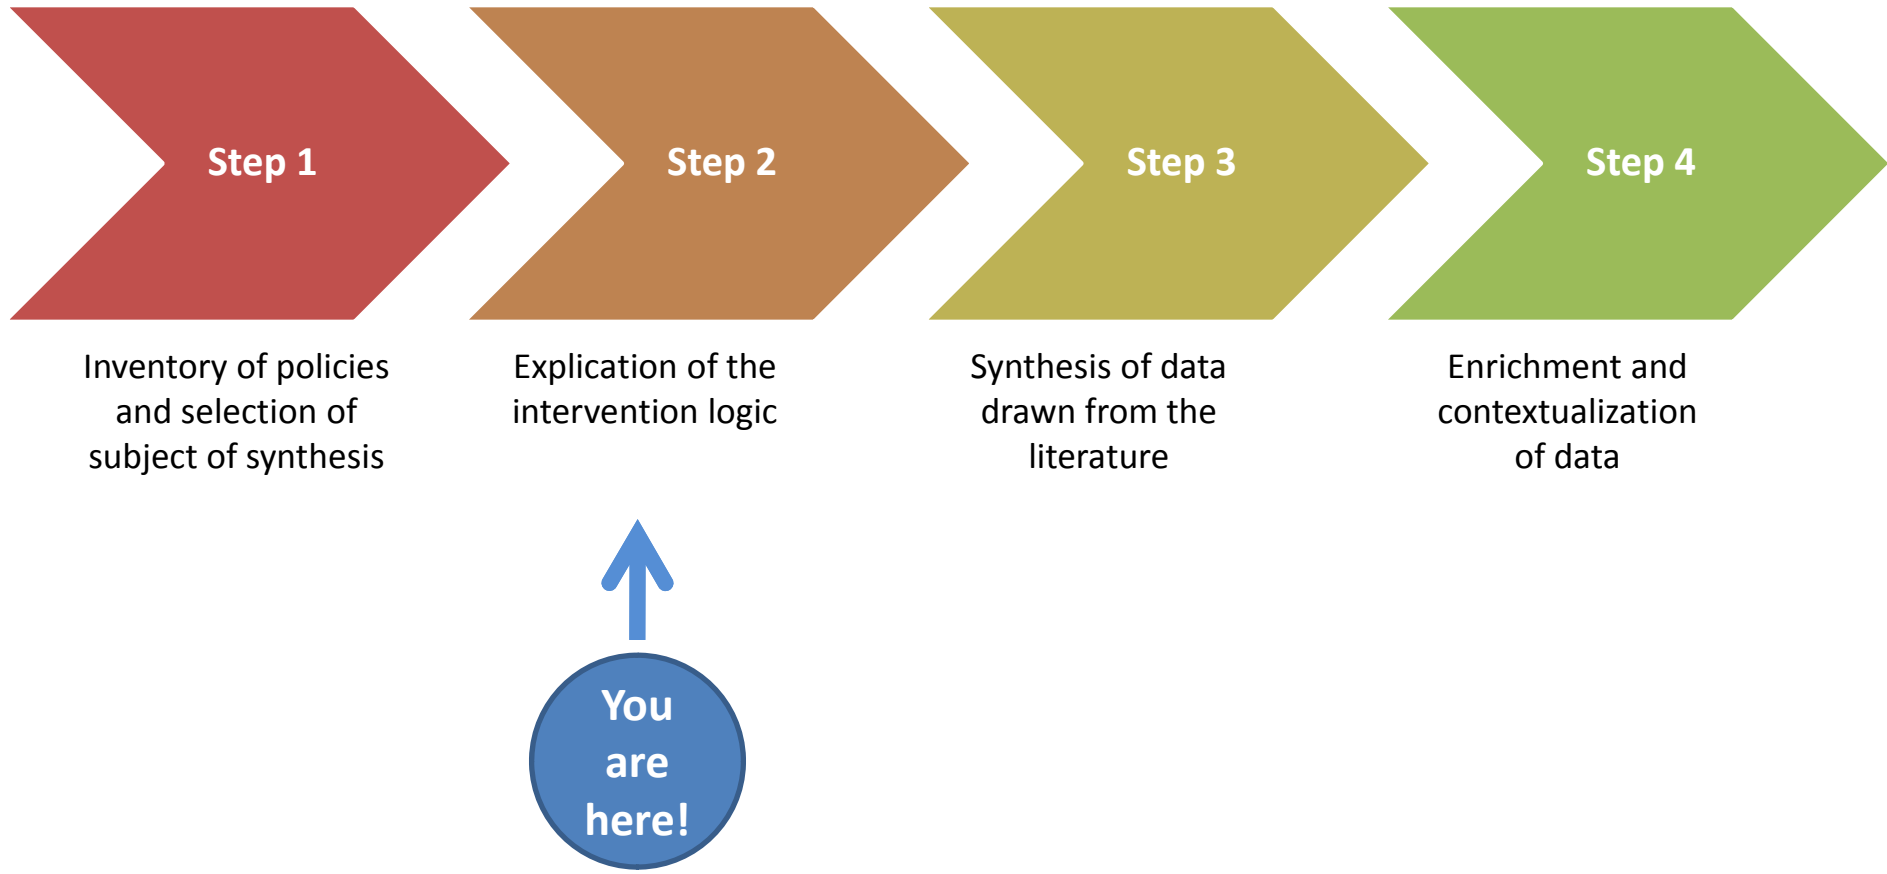 Step 1
Step 2
Step 3
Step 4
Inventory of policies
and selection of
subject of synthesis
Explication of the
intervention logic
Synthesis of data
drawn from the
literature
Enrichment and
contextualization
of data
You
are
here!